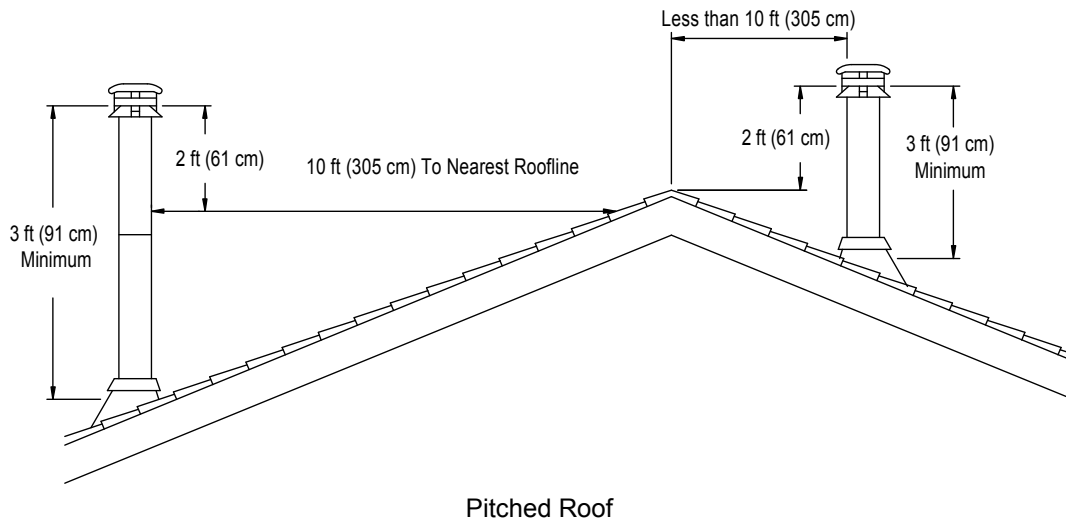 Less than 10 ft (305 cm)
2 ft (61 cm)
10 ft (305 cm) To Nearest Roofline
2 ft (61 cm)
3 ft (91 cm)
Minimum
3 ft (91 cm)
Minimum
Pitched Roof